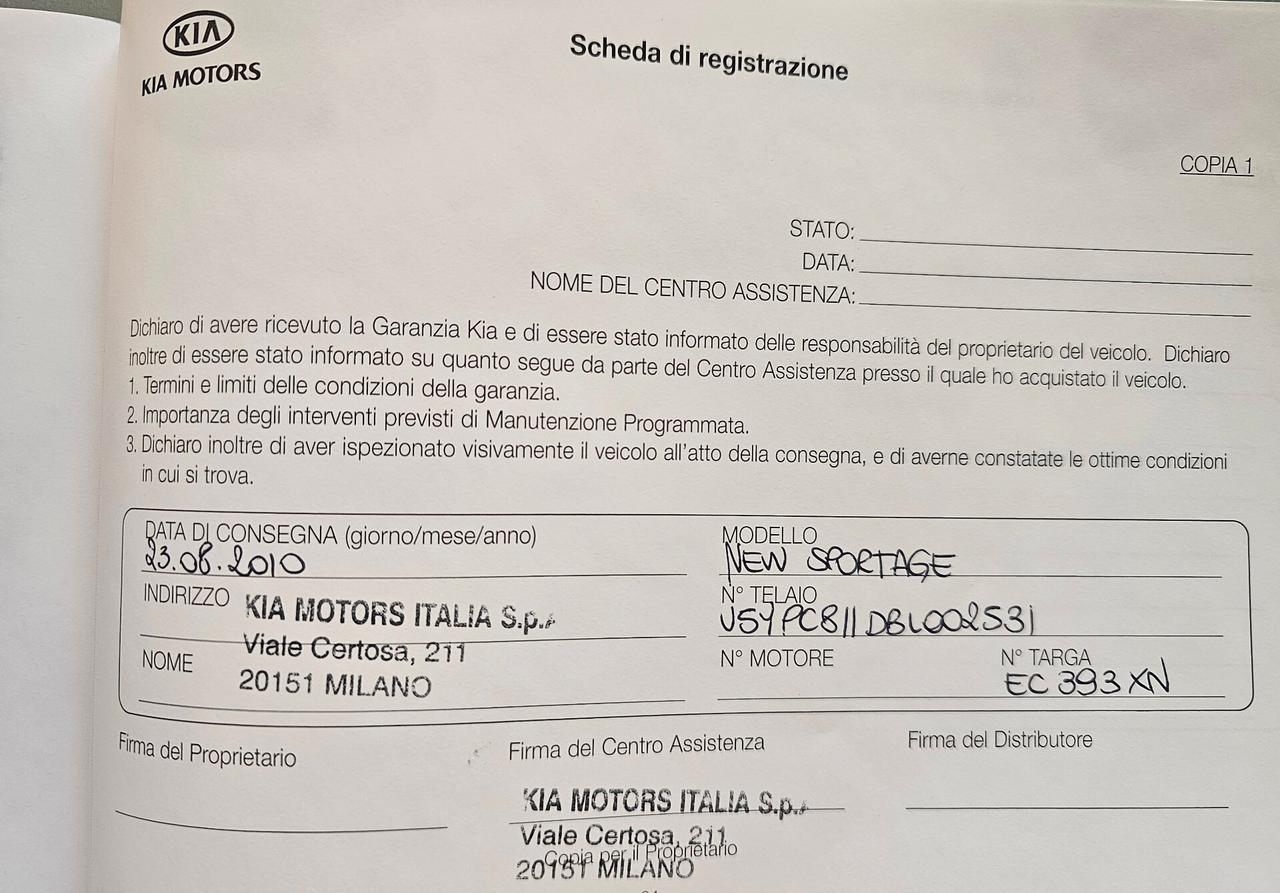 KIA
KIA MOTORS
Scheda di registrazione
COPIA 1
STATO:
DATA:
NOME DEL CENTRO ASSISTENZA:
Dichiaro di avere ricevuto la Garanzia Kia e di essere stato informato delle responsabilità del proprietario del veicolo. Dichiaro
inoltre di essere stato informato su quanto segue da parte del Centro Assistenza presso il quale ho acquistato il veicolo.
1. Termini e limiti delle condizioni della garanzia.
2. Importanza degli interventi previsti di Manutenzione Programmata.
3. Dichiaro inoltre di aver ispezionato visivamente il veicolo all'atto della consegna, e di averne constatate le ottime condizioni
in cui si trova.
DATA DI CONSEGNA (giorno/mese/anno)
23.08.2010
INDIRIZZO
KIA MOTORS ITALIA S.p.A
Viale Certosa, 211
NOME
20151 MILANO
MODELLO
NEW SPORTAGE
N° TELAIO
U5YPC811DBL002531
N° MOTORE
N° TARGA
EC 393 XN
Firma del Proprietario
Firma del Centro Assistenza
Firma del Distributore
KIA MOTORS ITALIA S.p.A
Viale Certosa, 211
Copia per il Proprietario
20151 MILANO